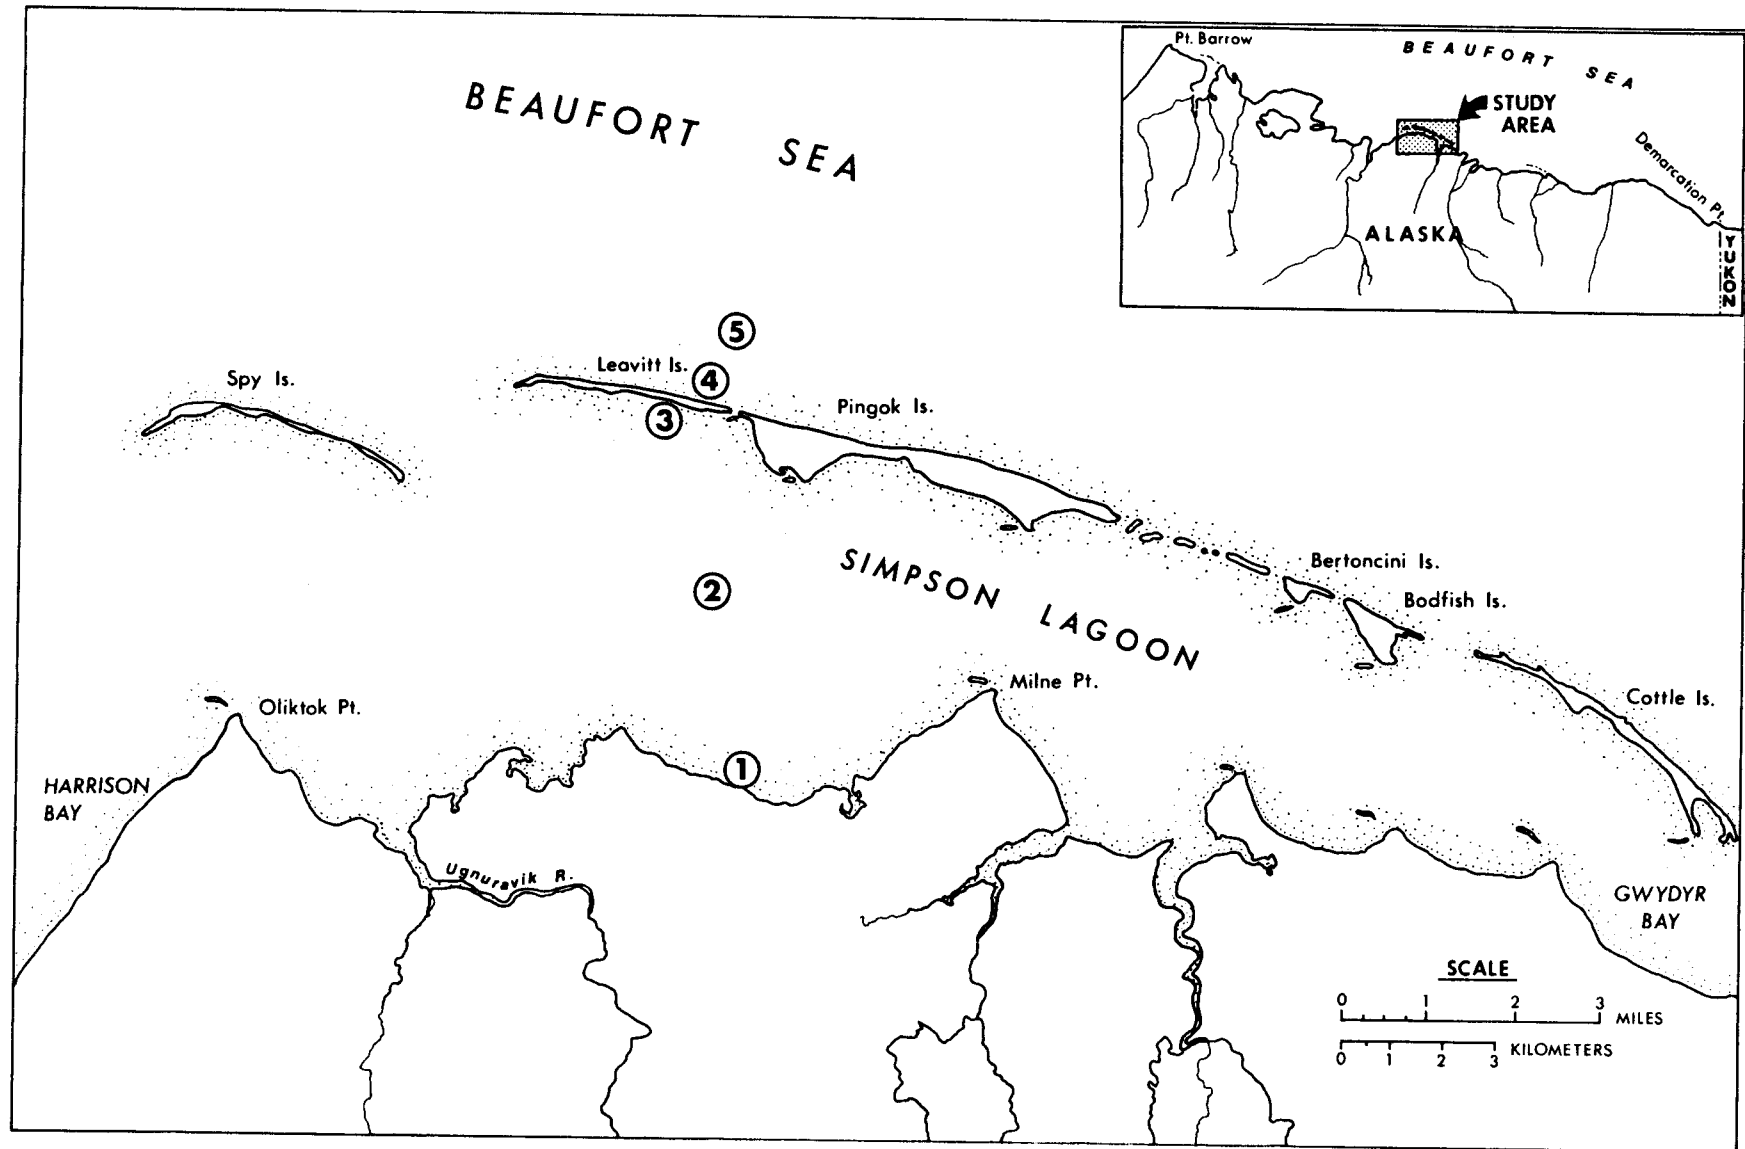 BEAUFORT SEA
Pt. Barrow
BEAUFORT SEA
STUDY
AREA
Demarcation Pt.
ALASKA
YUKON
5
Leavitt Is.
4
Spy Is.
3
Pingok Is.
SIMPSON LAGOON
2
Bertoncini Is.
Bodfish Is.
Milne Pt.
Cottle Is.
Oliktok Pt.
1
HARRISON
BAY
Ugnuravik R.
GWYDYR
BAY
SCALE
0 1 2 3 MILES
0 1 2 3 KILOMETERS